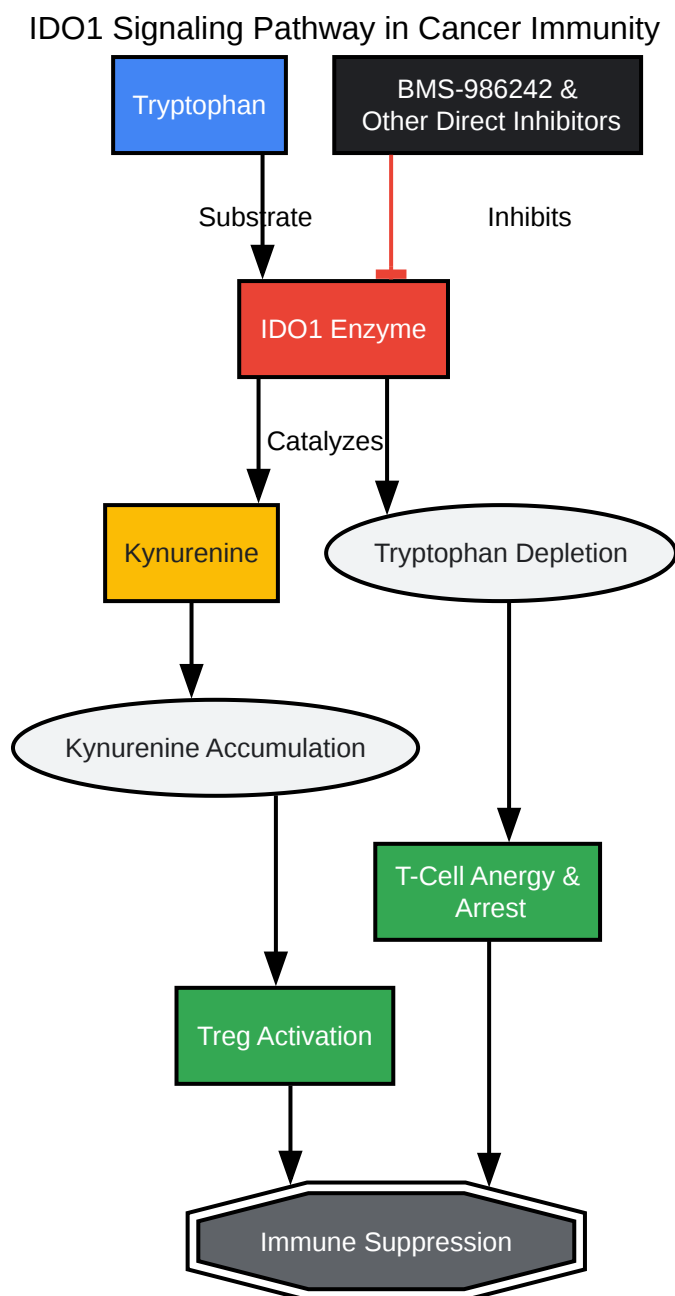 IDO1 Signaling Pathway in Cancer Immunity
Tryptophan
BMS-986242 &
Other Direct Inhibitors
Substrate
Inhibits
IDO1 Enzyme
Catalyzes
Kynurenine
Tryptophan Depletion
Kynurenine Accumulation
T-Cell Anergy &
Arrest
Treg Activation
Immune Suppression